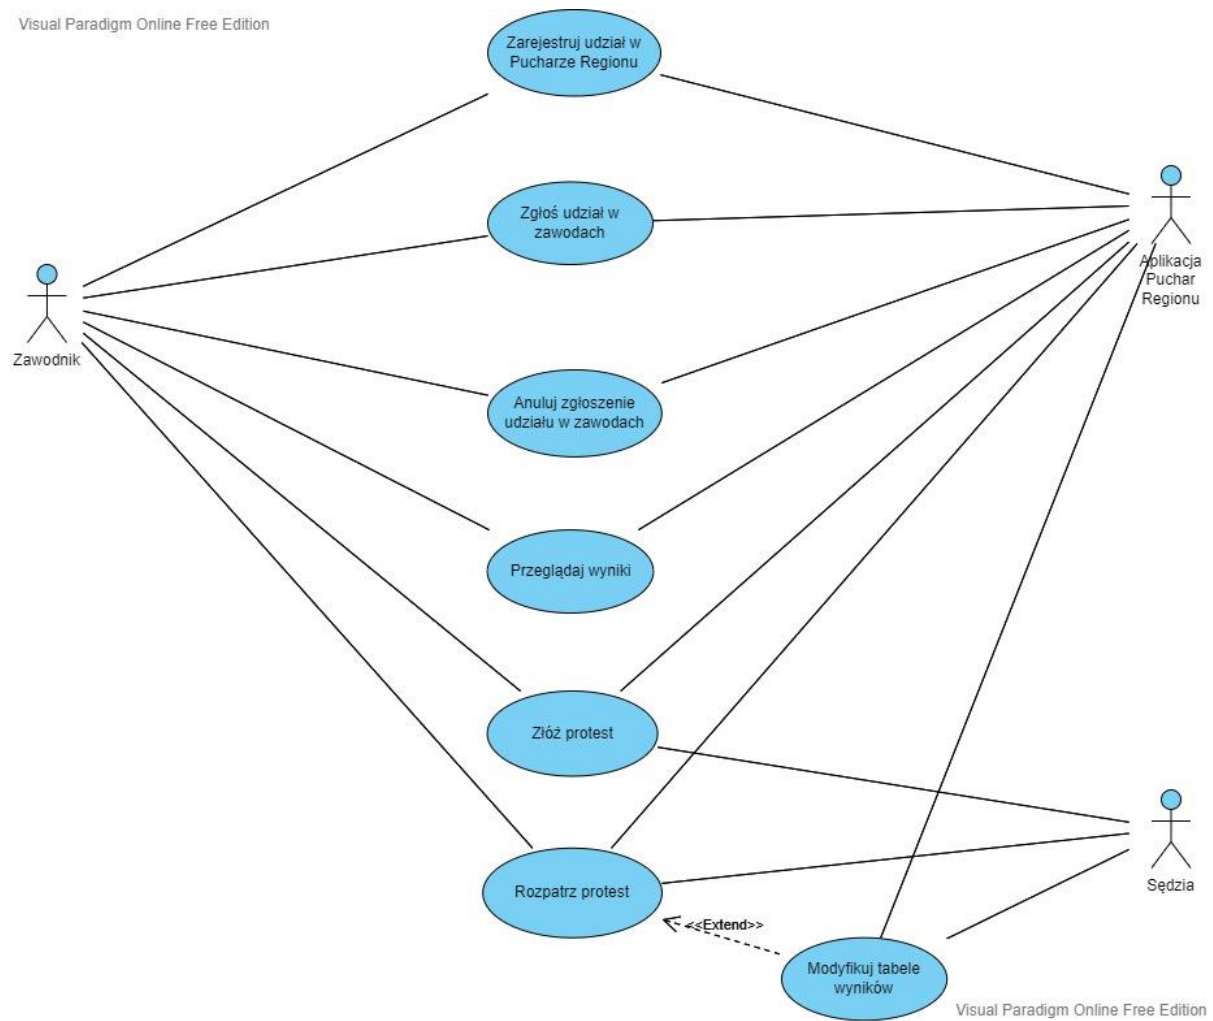 Visual Paradigm Online Free Edition
Zarejestruj udział w
Pucharze Regionu
Zgłoś udział w
zawodach
Aplikacja
Puchar
Regionu
Zawodnik
Anuluj zgłoszenie
udziału w zawodach
Przeglądaj wyniki
Złóż protest
Rozpatrz protest
Sędzia
<<Extend>>
Modyfikuj tabele
wyników
Visual Paradigm Online Free Edition